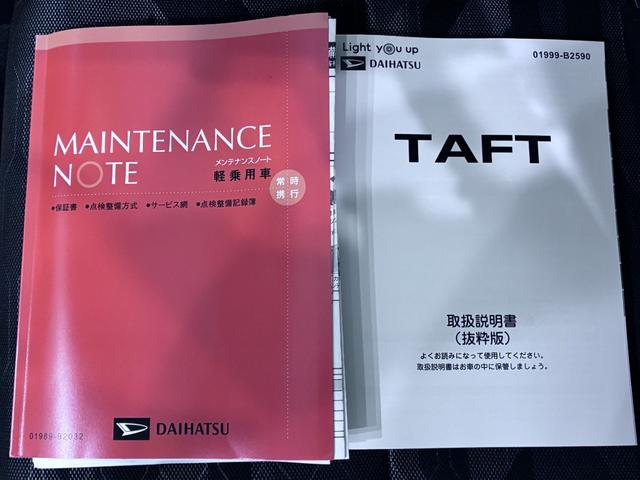 MAINTENANCE
NOTE
メンテナンスノート
軽乗用車
常時
携行
●保証書 ●点検整備方式 ●サービス網 ●点検整備記録簿
01989-B2032
DAIHATSU
Light you up
DAIHATSU
01999-B2590
TAFT
取扱説明書
（抜粋版）
よくお読みになって使用してください。
取扱説明書はお車の中に保管しましょう。